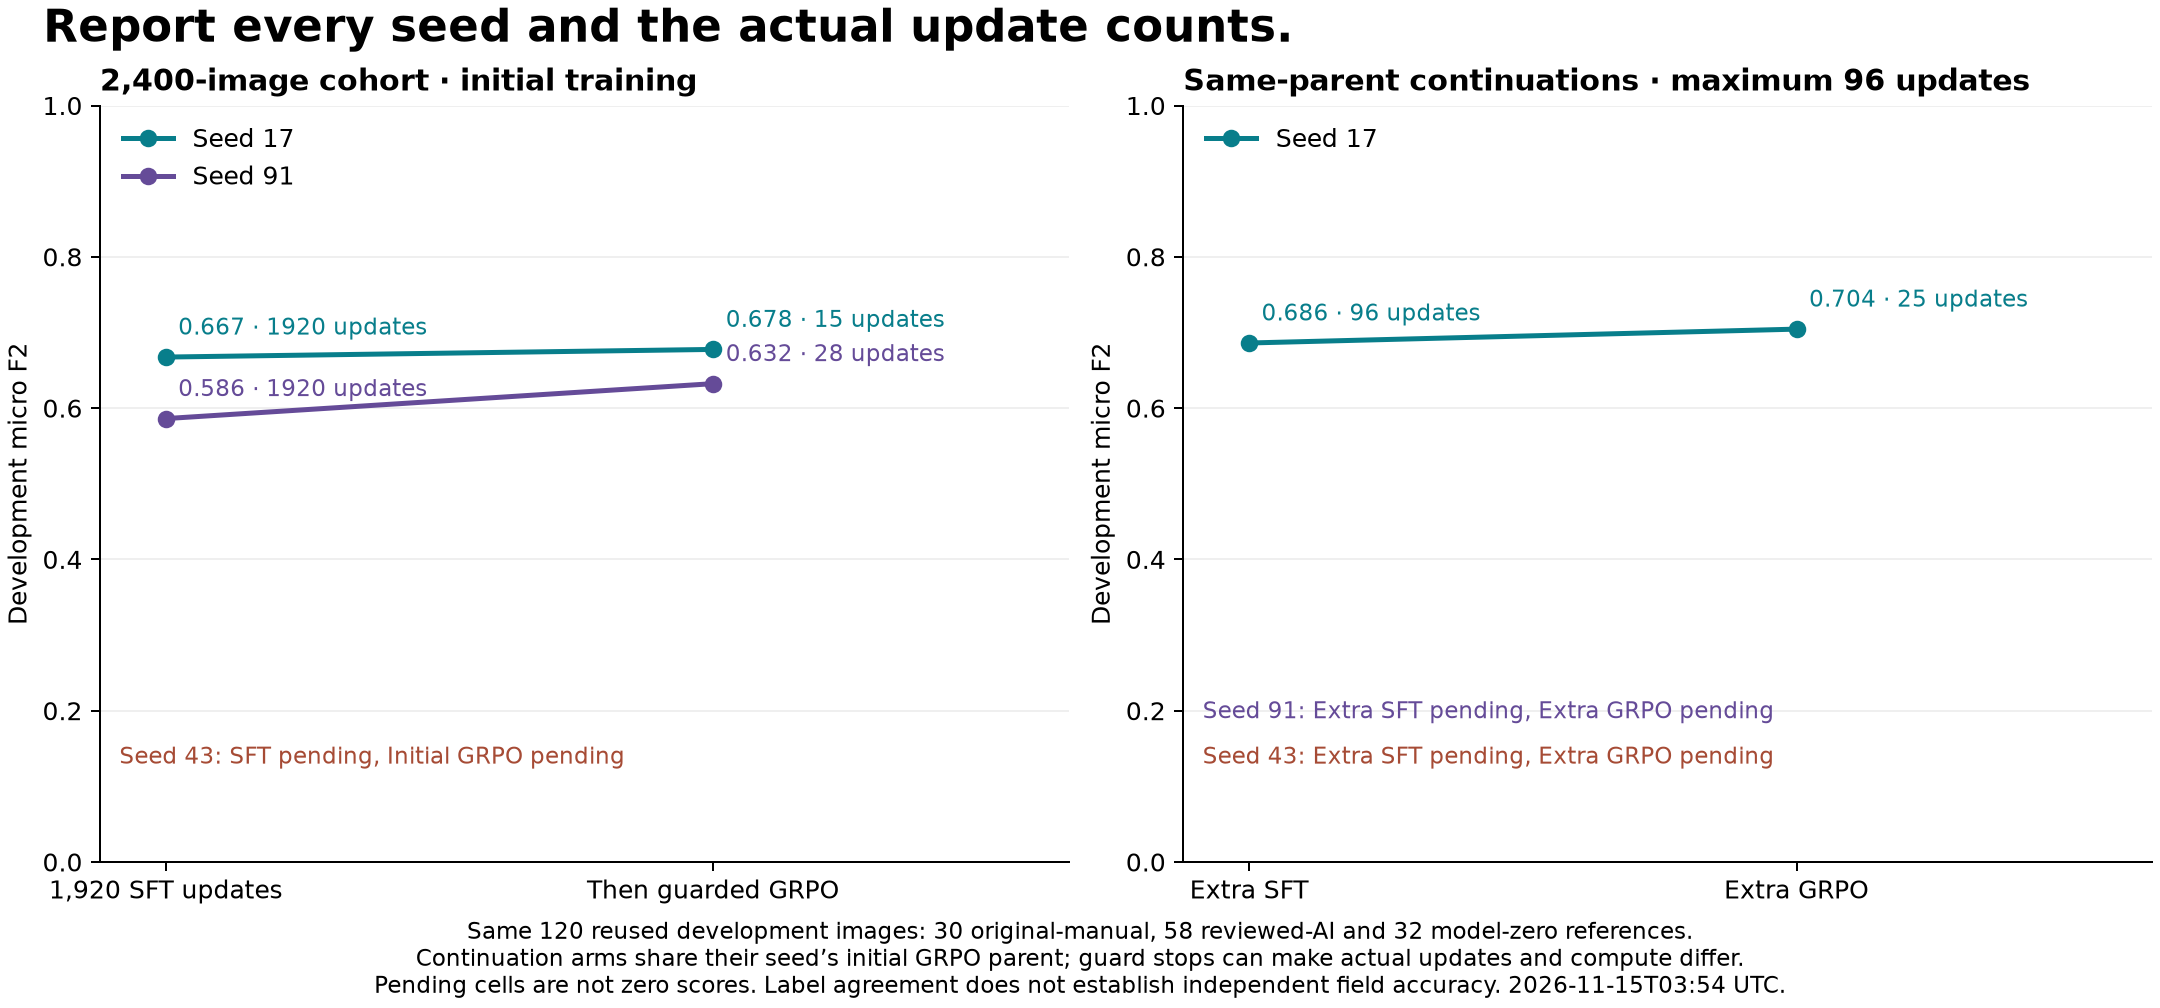 Report every seed and the actual update counts.
2,400-image cohort · initial training
1.0
0.8
0.6
0.4
0.2
0.0
Development micro F2
Seed 17
Seed 91
0.667 · 1920 updates
0.678 · 15 updates
0.586 · 1920 updates
0.632 · 28 updates
Seed 43: SFT pending, Initial GRPO pending
1,920 SFT updates
Then guarded GRPO
Same-parent continuations · maximum 96 updates
1.0
0.8
0.6
0.4
0.2
0.0
Development micro F2
Seed 17
0.686 · 96 updates
0.704 · 25 updates
Seed 91: Extra SFT pending, Extra GRPO pending
Seed 43: Extra SFT pending, Extra GRPO pending
Extra SFT
Extra GRPO
Same 120 reused development images: 30 original-manual, 58 reviewed-AI and 32 model-zero references.
Continuation arms share their seed’s initial GRPO parent; guard stops can make actual updates and compute differ.
Pending cells are not zero scores. Label agreement does not establish independent field accuracy. 2026-11-15T03:54 UTC.